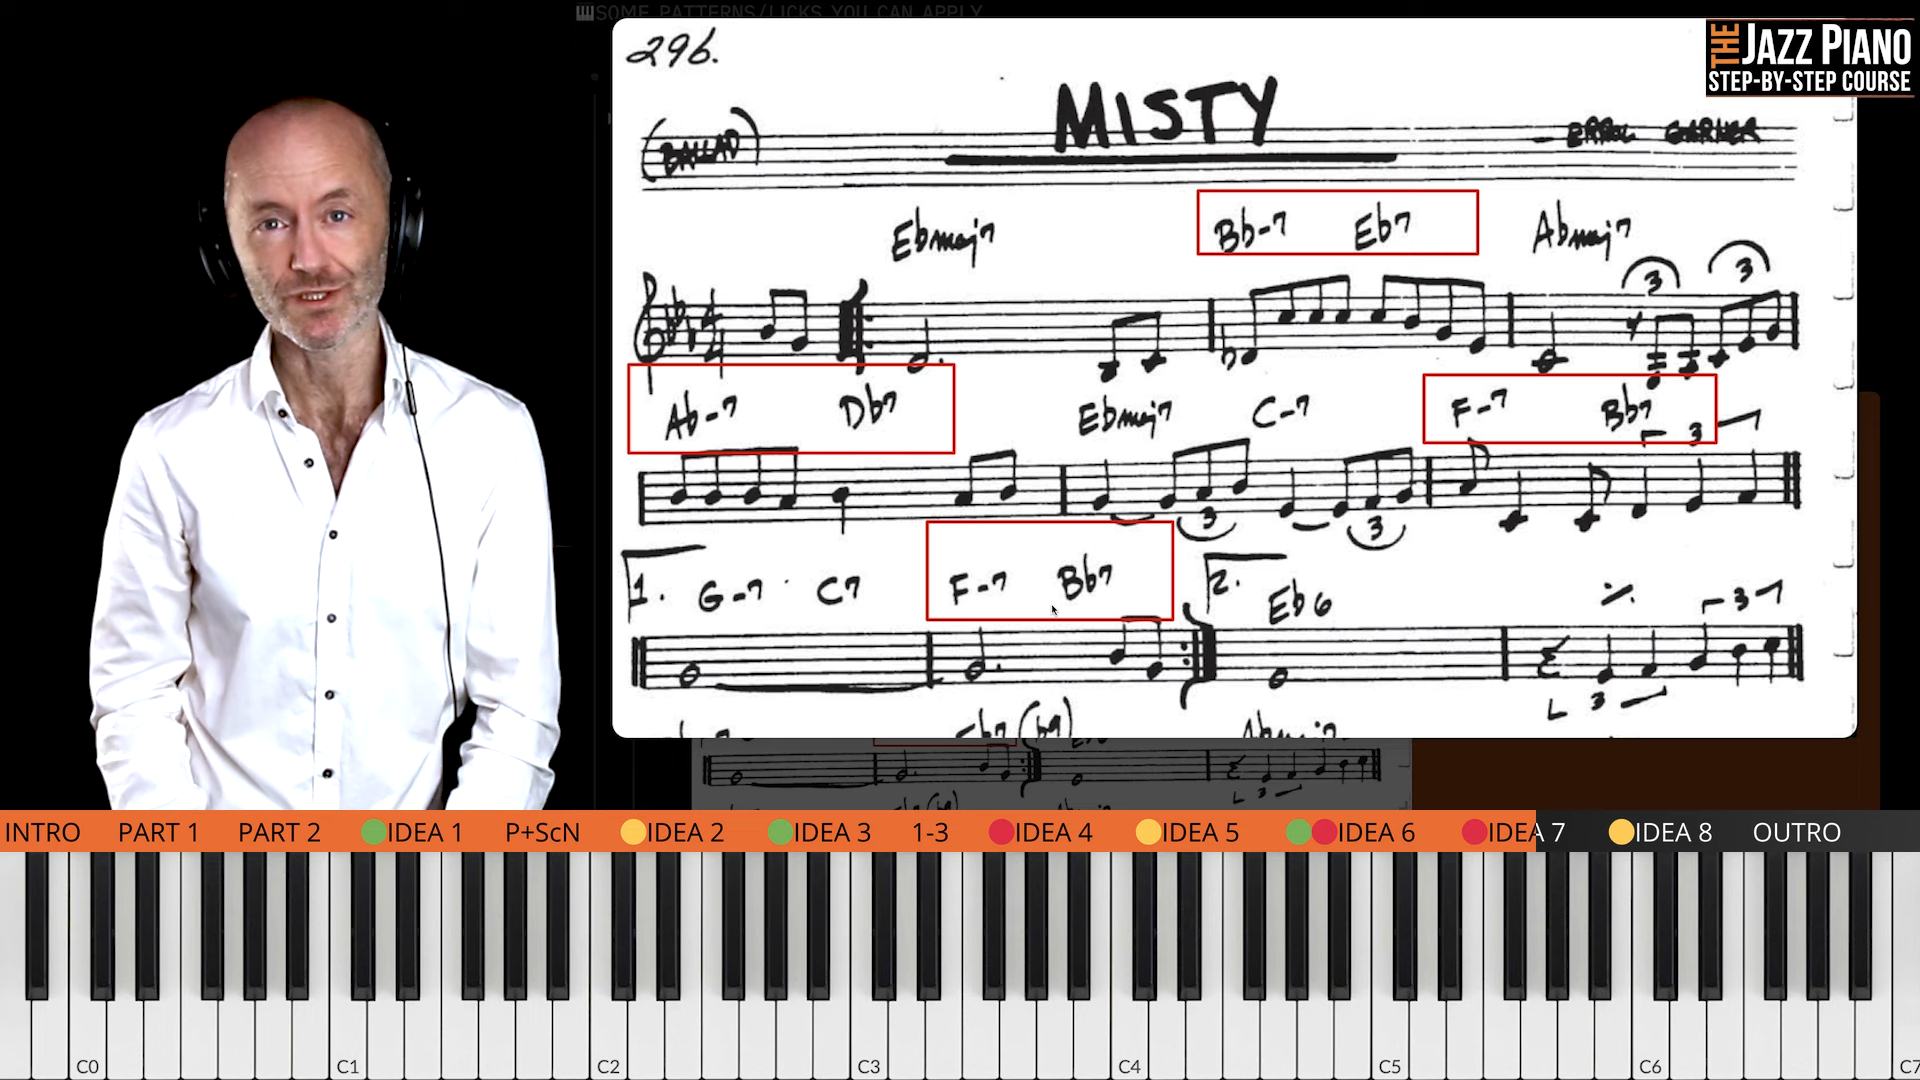 SOME PATTERNS/LICKS YOU CAN APPLY
THE JAZZ PIANO
STEP-BY-STEP COURSE
296.
MISTY
(BALLAD)
- ERROL GARNER
Ebmaj7 Bb-7 Eb7 Abmaj7
3 3
Ab-7 Db7 Ebmaj7 C-7 F-7 Bb7
3
3 3
1. G-7 C7 F-7 Bb7 2. Eb6 ٪
3
3
Eb7(b9) Abmaj7
INTRO PART 1 PART 2 IDEA 1 P+ScN IDEA 2 IDEA 3 1-3 IDEA 4 IDEA 5 IDEA 6 IDEA 7 IDEA 8 OUTRO
C0 C1 C2 C3 C4 C5 C6 C7